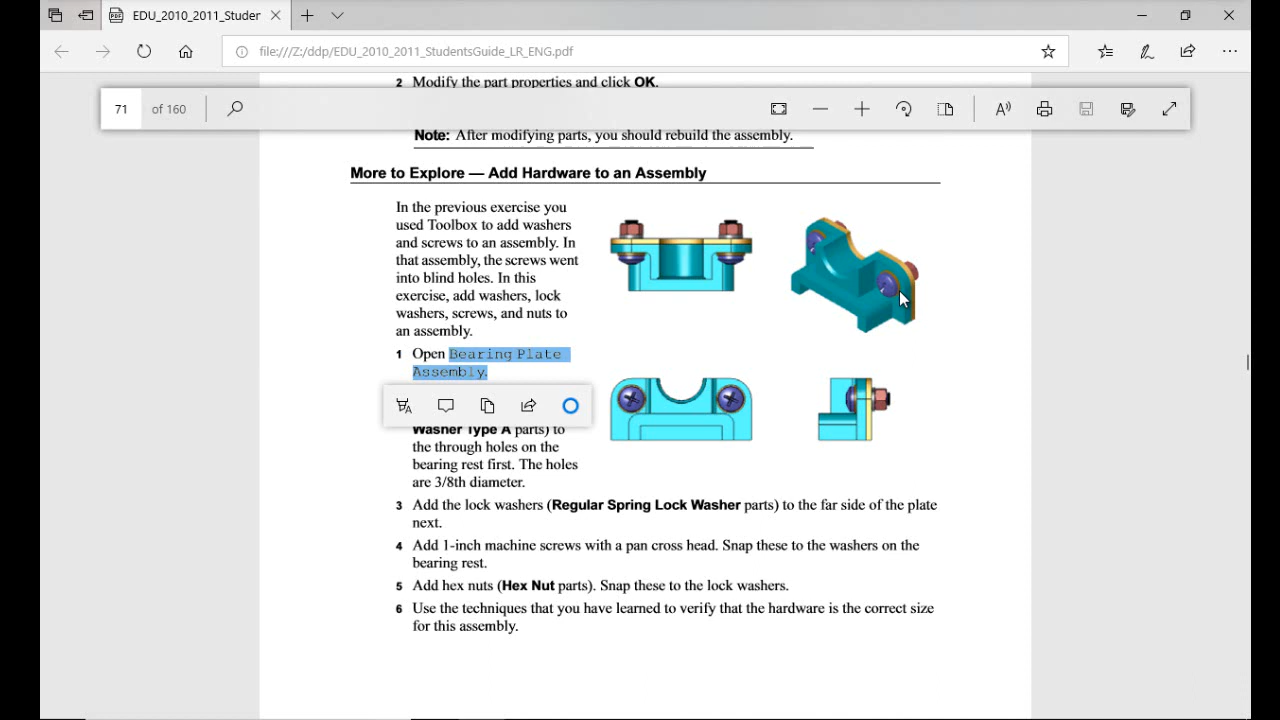 EDU_2010_2011_Studer
file:///Z:/ddp/EDU_2010_2011_StudentsGuide_LR_ENG.pdf
2 Modify the part properties and click OK.
71 of 160
Note: After modifying parts, you should rebuild the assembly.
More to Explore — Add Hardware to an Assembly
In the previous exercise you
used Toolbox to add washers
and screws to an assembly. In
that assembly, the screws went
into blind holes. In this
exercise, add washers, lock
washers, screws, and nuts to
an assembly.
1 Open Bearing Plate
Assembly.
Washer Type A parts) to
the through holes on the
bearing rest first. The holes
are 3/8th diameter.
3 Add the lock washers (Regular Spring Lock Washer parts) to the far side of the plate
next.
4 Add 1-inch machine screws with a pan cross head. Snap these to the washers on the
bearing rest.
5 Add hex nuts (Hex Nut parts). Snap these to the lock washers.
6 Use the techniques that you have learned to verify that the hardware is the correct size
for this assembly.